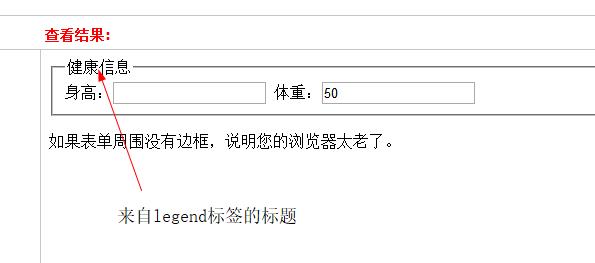 查看结果:
健康信息
身高: 体重: 50
如果表单周围没有边框，说明您的浏览器太老了。
来自legend标签的标题